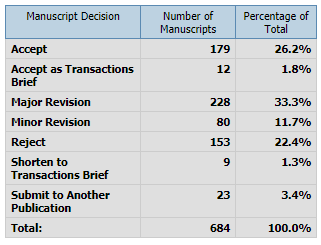 Manuscript Decision Number of Manuscripts Percentage of Total
Accept 179 26.2%
Accept as Transactions Brief 12 1.8%
Major Revision 228 33.3%
Minor Revision 80 11.7%
Reject 153 22.4%
Shorten to Transactions Brief 9 1.3%
Submit to Another Publication 23 3.4%
Total: 684 100.0%